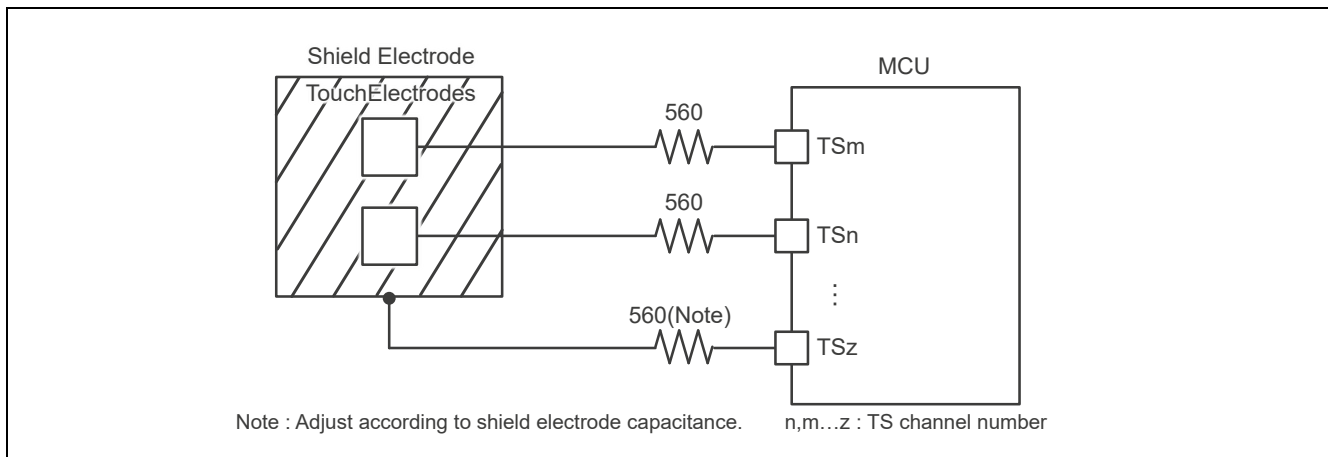 Shield Electrode
TouchElectrodes
MCU
560
TSm
560
TSn
⋮
560(Note)
TSz
Note : Adjust according to shield electrode capacitance.
n,m…z : TS channel number